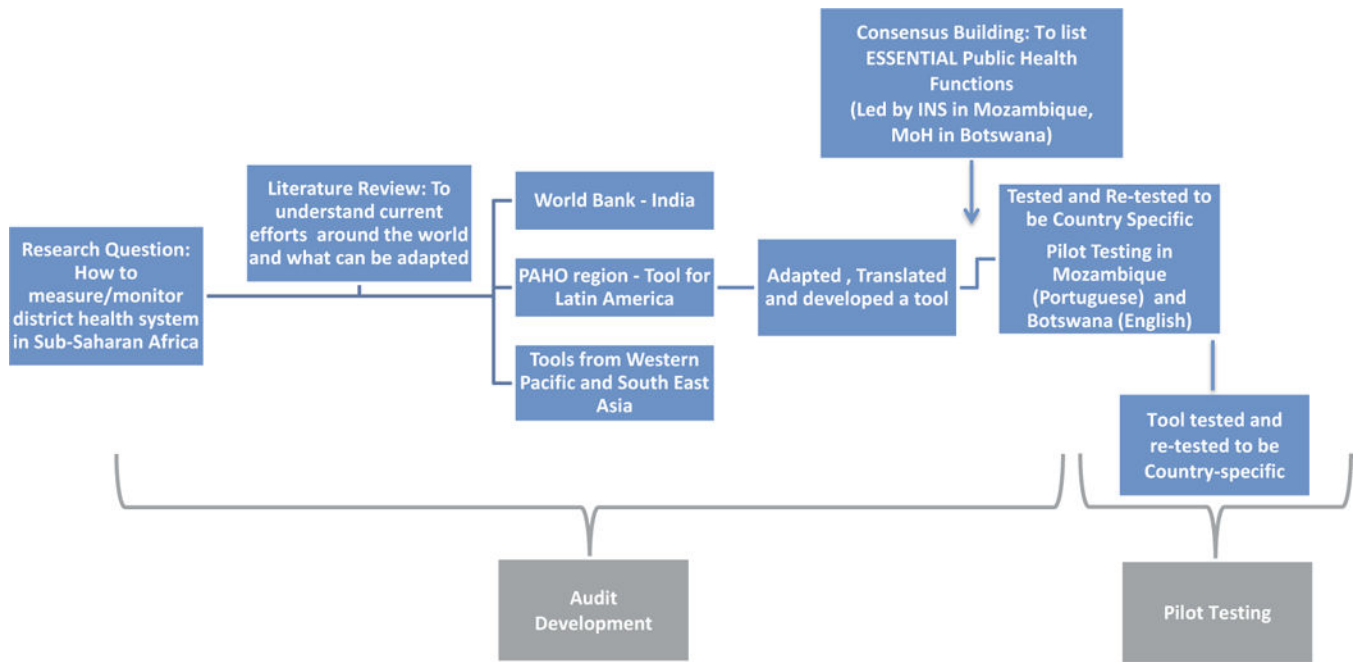 Research Question:
How to
measure/monitor
district health system
in Sub-Saharan Africa
Literature Review: To
understand current
efforts around the world
and what can be adapted
World Bank - India
PAHO region - Tool for
Latin America
Tools from Western
Pacific and South East
Asia
Adapted , Translated
and developed a tool
Consensus Building: To list
ESSENTIAL Public Health
Functions
(Led by INS in Mozambique,
MoH in Botswana)
Tested and Re-tested to
be Country Specific
Pilot Testing in
Mozambique
(Portuguese) and
Botswana (English)
Tool tested and
re-tested to be
Country-specific
Audit
Development
Pilot Testing